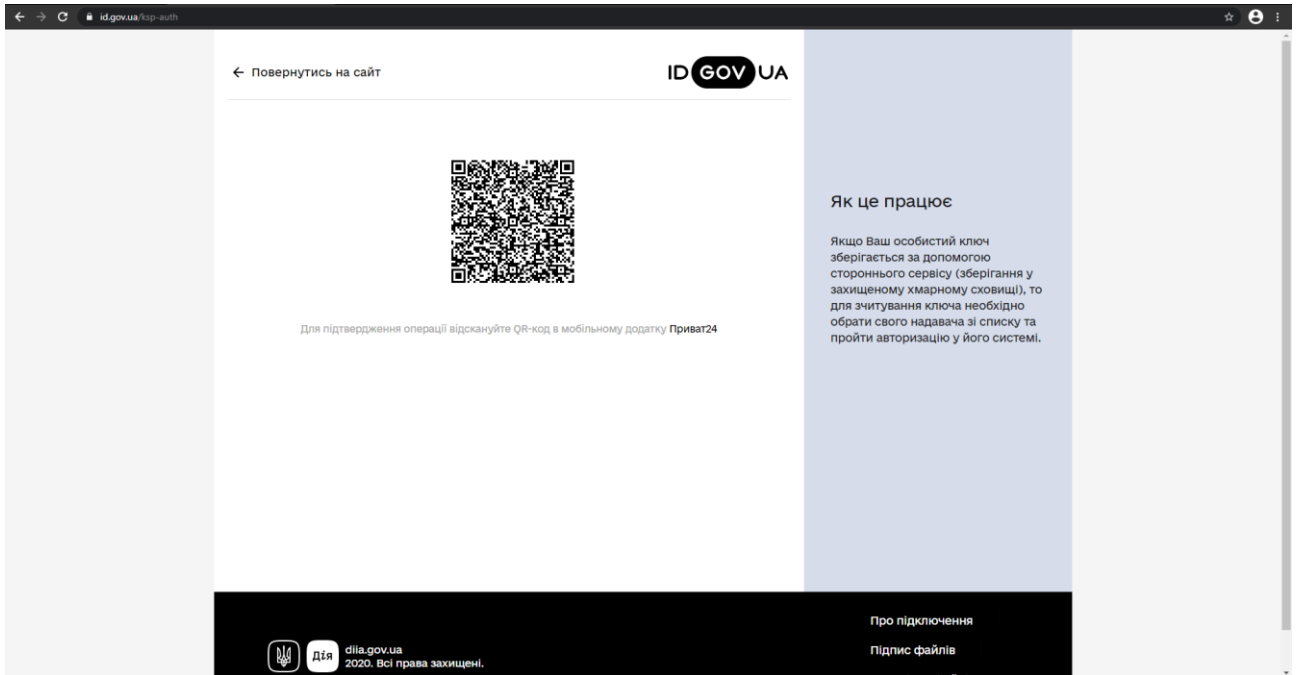 id.gov.ua/ksp-auth
Повернутись на сайт
ID GOV UA
Для підтвердження операції відскануйте QR-код в мобільному додатку Приват24
Як це працює
Якщо Ваш особистий ключ
зберігається за допомогою
стороннього сервісу (зберігання у
захищеному хмарному сховищі), то
для зчитування ключа необхідно
обрати свого надавача зі списку та
пройти авторизацію у його системі.
Дія
diia.gov.ua
2020. Всі права захищені.
Про підключення
Підпис файлів